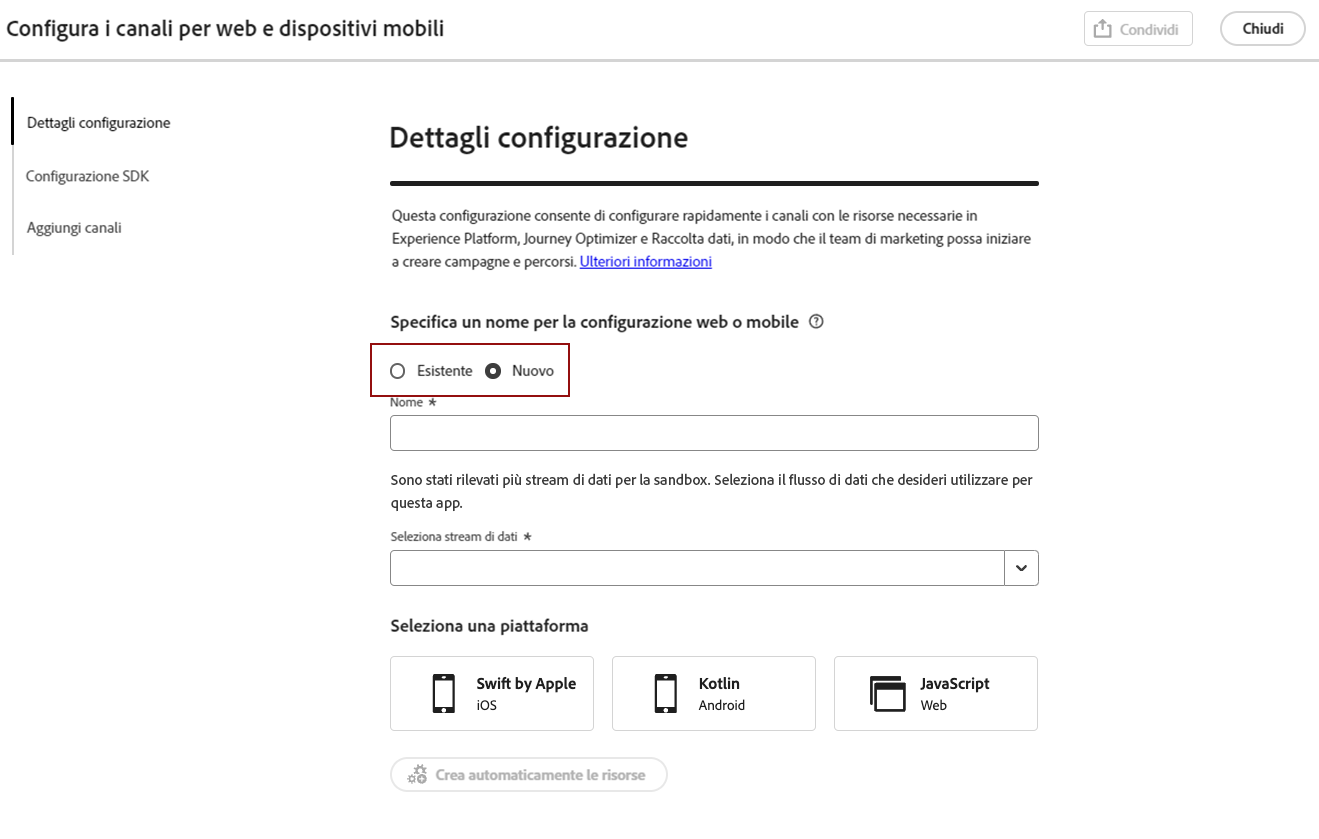 Configura i canali per web e dispositivi mobili
Condividi
Chiudi
Dettagli configurazione
Configurazione SDK
Aggiungi canali
Dettagli configurazione
Questa configurazione consente di configurare rapidamente i canali con le risorse necessarie in
Experience Platform, Journey Optimizer e Raccolta dati, in modo che il team di marketing possa iniziare
a creare campagne e percorsi. Ulteriori informazioni
Specifica un nome per la configurazione web o mobile
Esistente Nuovo
Nome *
Sono stati rilevati più stream di dati per la sandbox. Seleziona il flusso di dati che desideri utilizzare per
questa app.
Seleziona stream di dati *
Seleziona una piattaforma
Swift by Apple
iOS
Kotlin
Android
JavaScript
Web
Crea automaticamente le risorse